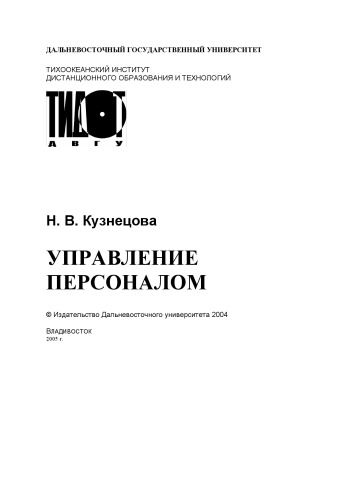 ДАЛЬНЕВОСТОЧНЫЙ ГОСУДАРСТВЕННЫЙ УНИВЕРСИТЕТ
ТИХООКЕАНСКИЙ ИНСТИТУТ
ДИСТАНЦИОННОГО ОБРАЗОВАНИЯ И ТЕХНОЛОГИЙ
ТИДОТ
ДВГУ
Н. В. Кузнецова
УПРАВЛЕНИЕ
ПЕРСОНАЛОМ
© Издательство Дальневосточного университета 2004
ВЛАДИВОСТОК
2005 г.